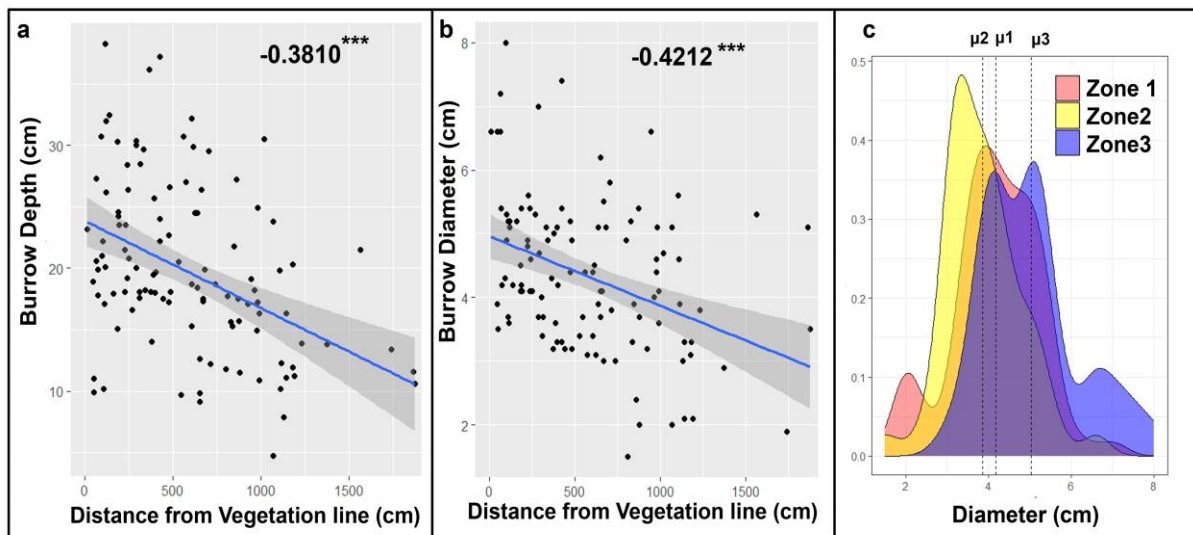 a
-0.3810***
Burrow Depth (cm)
30
20
10
0
500
1000
1500
Distance from Vegetation line (cm)
b
-0.4212***
Burrow Diameter (cm)
8
6
4
2
0
500
1000
1500
Distance from Vegetation line (cm)
c
μ2 μ1 μ3
Zone 1
Zone2
Zone3
0.5
0.4
0.3
0.2
0.1
0.0
2
4
6
8
Diameter (cm)